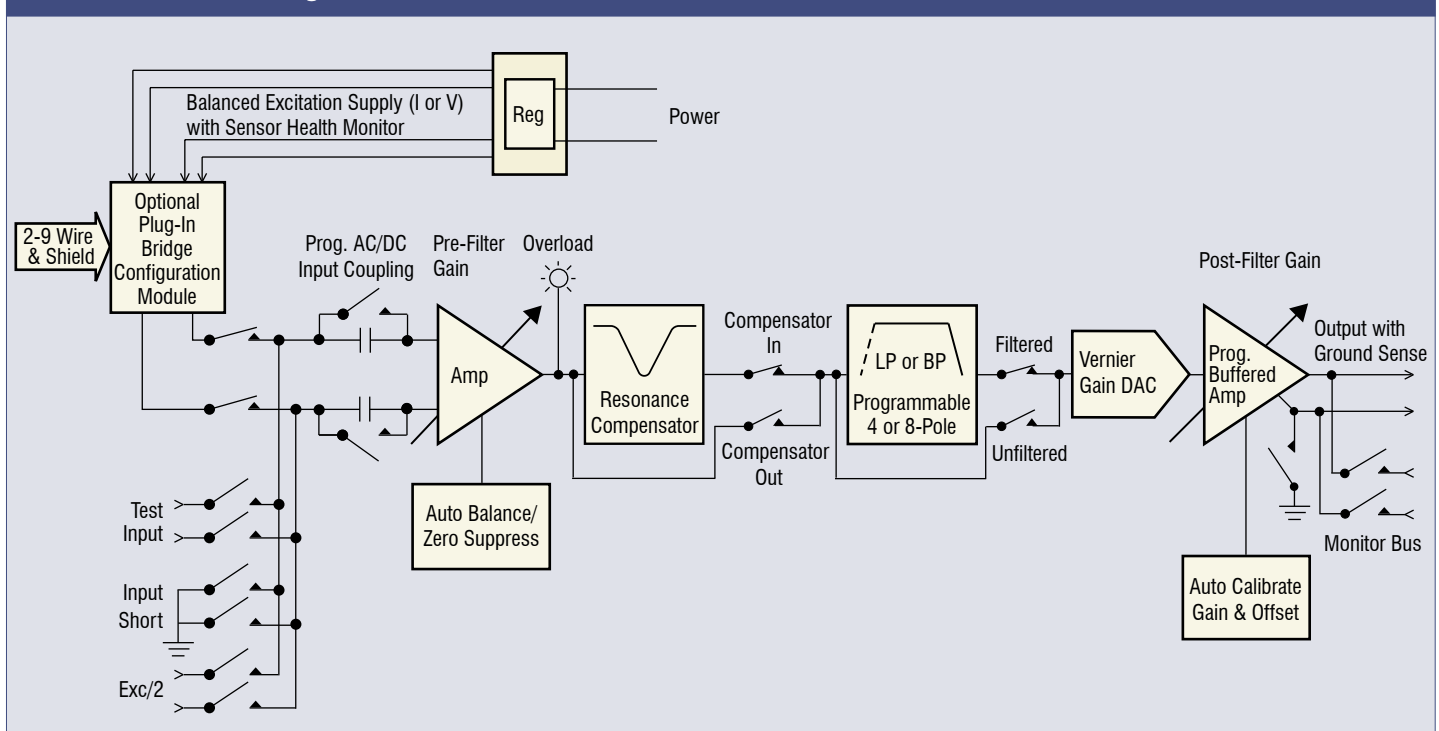 Balanced Excitation Supply (I or V)
with Sensor Health Monitor
Reg
Power
Optional
Plug-In
Bridge
Configuration
Module
2-9 Wire
& Shield
Prog. AC/DC
Input Coupling
Pre-Filter
Gain
Overload
Amp
Auto Balance/
Zero Suppress
Resonance
Compensator
Compensator
In
Compensator
Out
LP or BP
Programmable
4 or 8-Pole
Filtered
Unfiltered
Vernier
Gain DAC
Post-Filter Gain
Prog.
Buffered
Amp
Output with
Ground Sense
Monitor Bus
Auto Calibrate
Gain & Offset
Test
Input
Input
Short
Exc/2